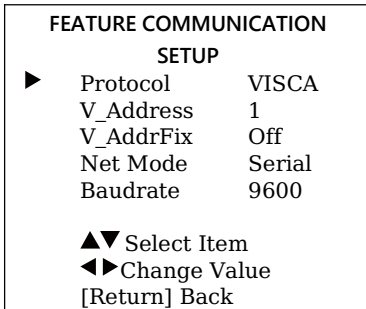 FEATURE COMMUNICATION
SETUP
▶ Protocol VISCA
V_Address 1
V_AddrFix Off
Net Mode Serial
Baudrate 9600
▲▼ Select Item
◀▶Change Value
[Return] Back